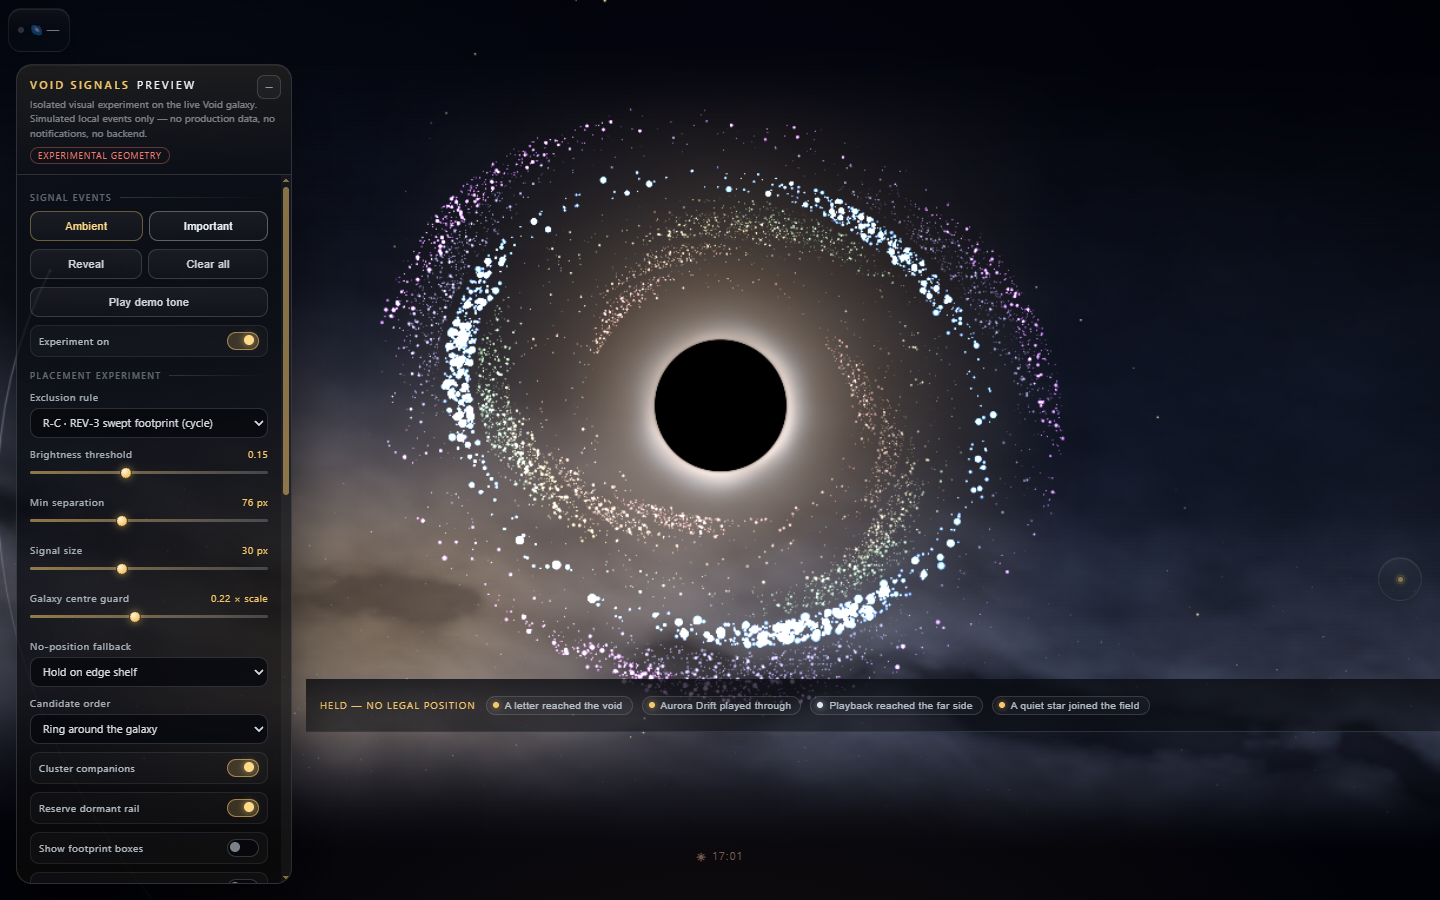 VOID SIGNALS PREVIEW
Isolated visual experiment on the live Void galaxy.
Simulated local events only — no production data, no
notifications, no backend.
EXPERIMENTAL GEOMETRY
SIGNAL EVENTS
Ambient
Important
Reveal
Clear all
Play demo tone
Experiment on
PLACEMENT EXPERIMENT
Exclusion rule
R-C · REV-3 swept footprint (cycle)
Brightness threshold 0.15
Min separation 76 px
Signal size 30 px
Galaxy centre guard 0.22 × scale
No-position fallback
Hold on edge shelf
Candidate order
Ring around the galaxy
Cluster companions
Reserve dormant rail
Show footprint boxes
HELD — NO LEGAL POSITION
A letter reached the void
Aurora Drift played through
Playback reached the far side
A quiet star joined the field
17:01